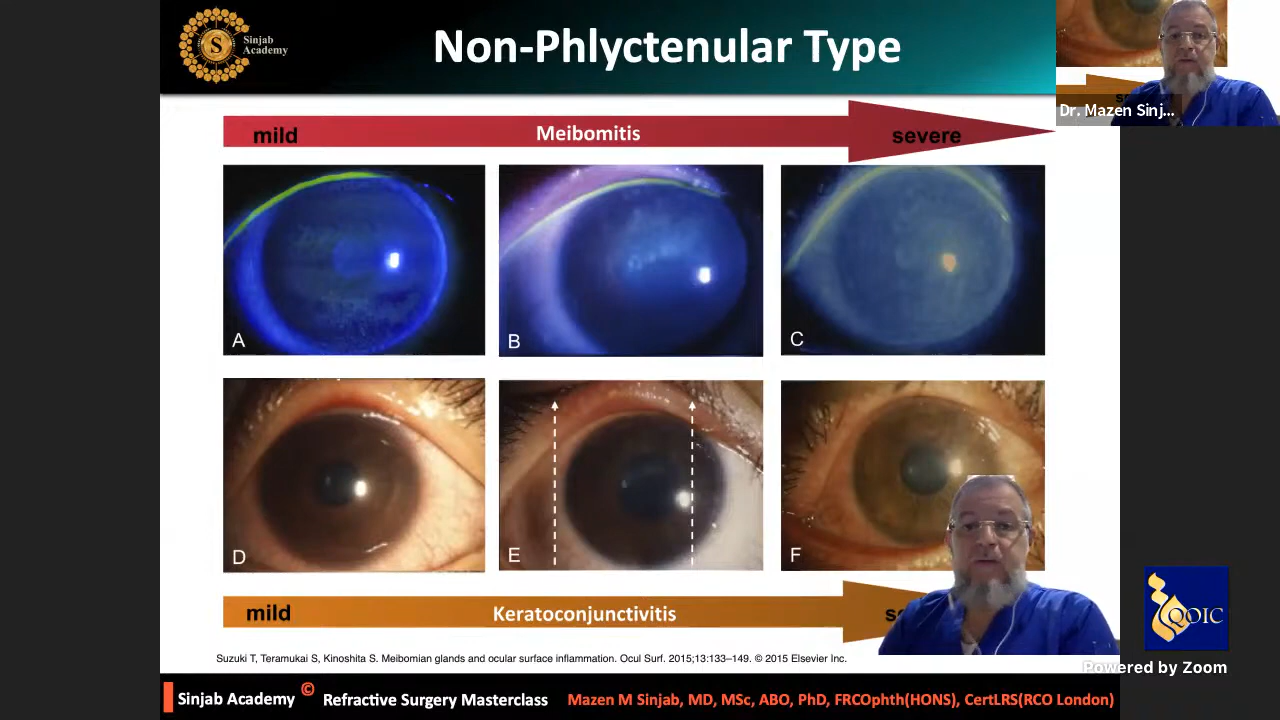 Sinjab
Academy
S
Non-Phlyctenular Type
Dr. Mazen Sinj...
mild Meibomitis severe
A B C
D E F
mild Keratoconjunctivitis
QOIC
Suzuki T, Teramukai S, Kinoshita S. Meibomian glands and ocular surface inflammation. Ocul Surf. 2015;13:133–149. © 2015 Elsevier Inc.
Powered by Zoom
Sinjab Academy © Refractive Surgery Masterclass Mazen M Sinjab, MD, MSc, ABO, PhD, FRCOphth(HONS), CertLRS(RCO London)